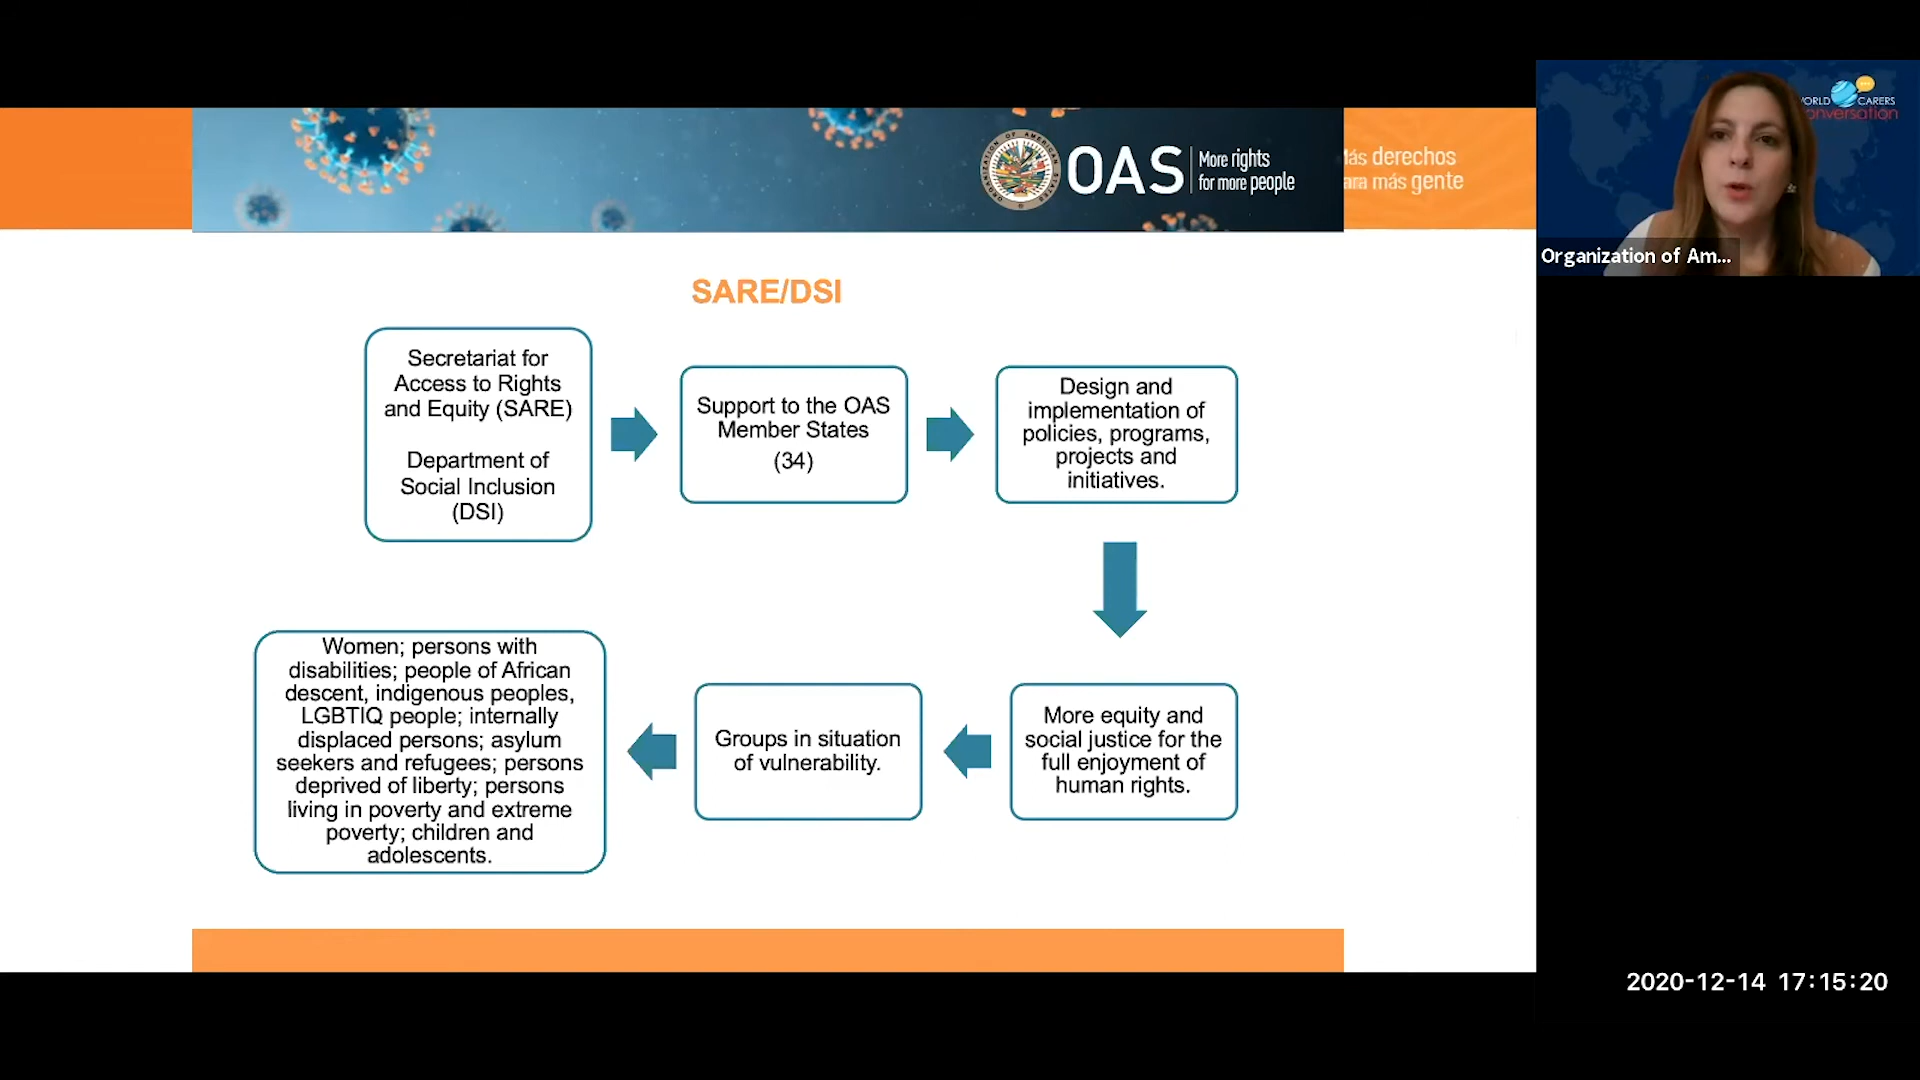 OAS
More rights
for more people
Más derechos
para más gente
ORLD CARERS
onversation
Organization of Am...
SARE/DSI
Secretariat for
Access to Rights
and Equity (SARE)
Department of
Social Inclusion
(DSI)
Support to the OAS
Member States
(34)
Design and
implementation of
policies, programs,
projects and
initiatives.
Women; persons with
disabilities; people of African
descent, indigenous peoples,
LGBTIQ people; internally
displaced persons; asylum
seekers and refugees; persons
deprived of liberty; persons
living in poverty and extreme
poverty; children and
adolescents.
Groups in situation
of vulnerability.
More equity and
social justice for the
full enjoyment of
human rights.
2020-12-14 17:15:20